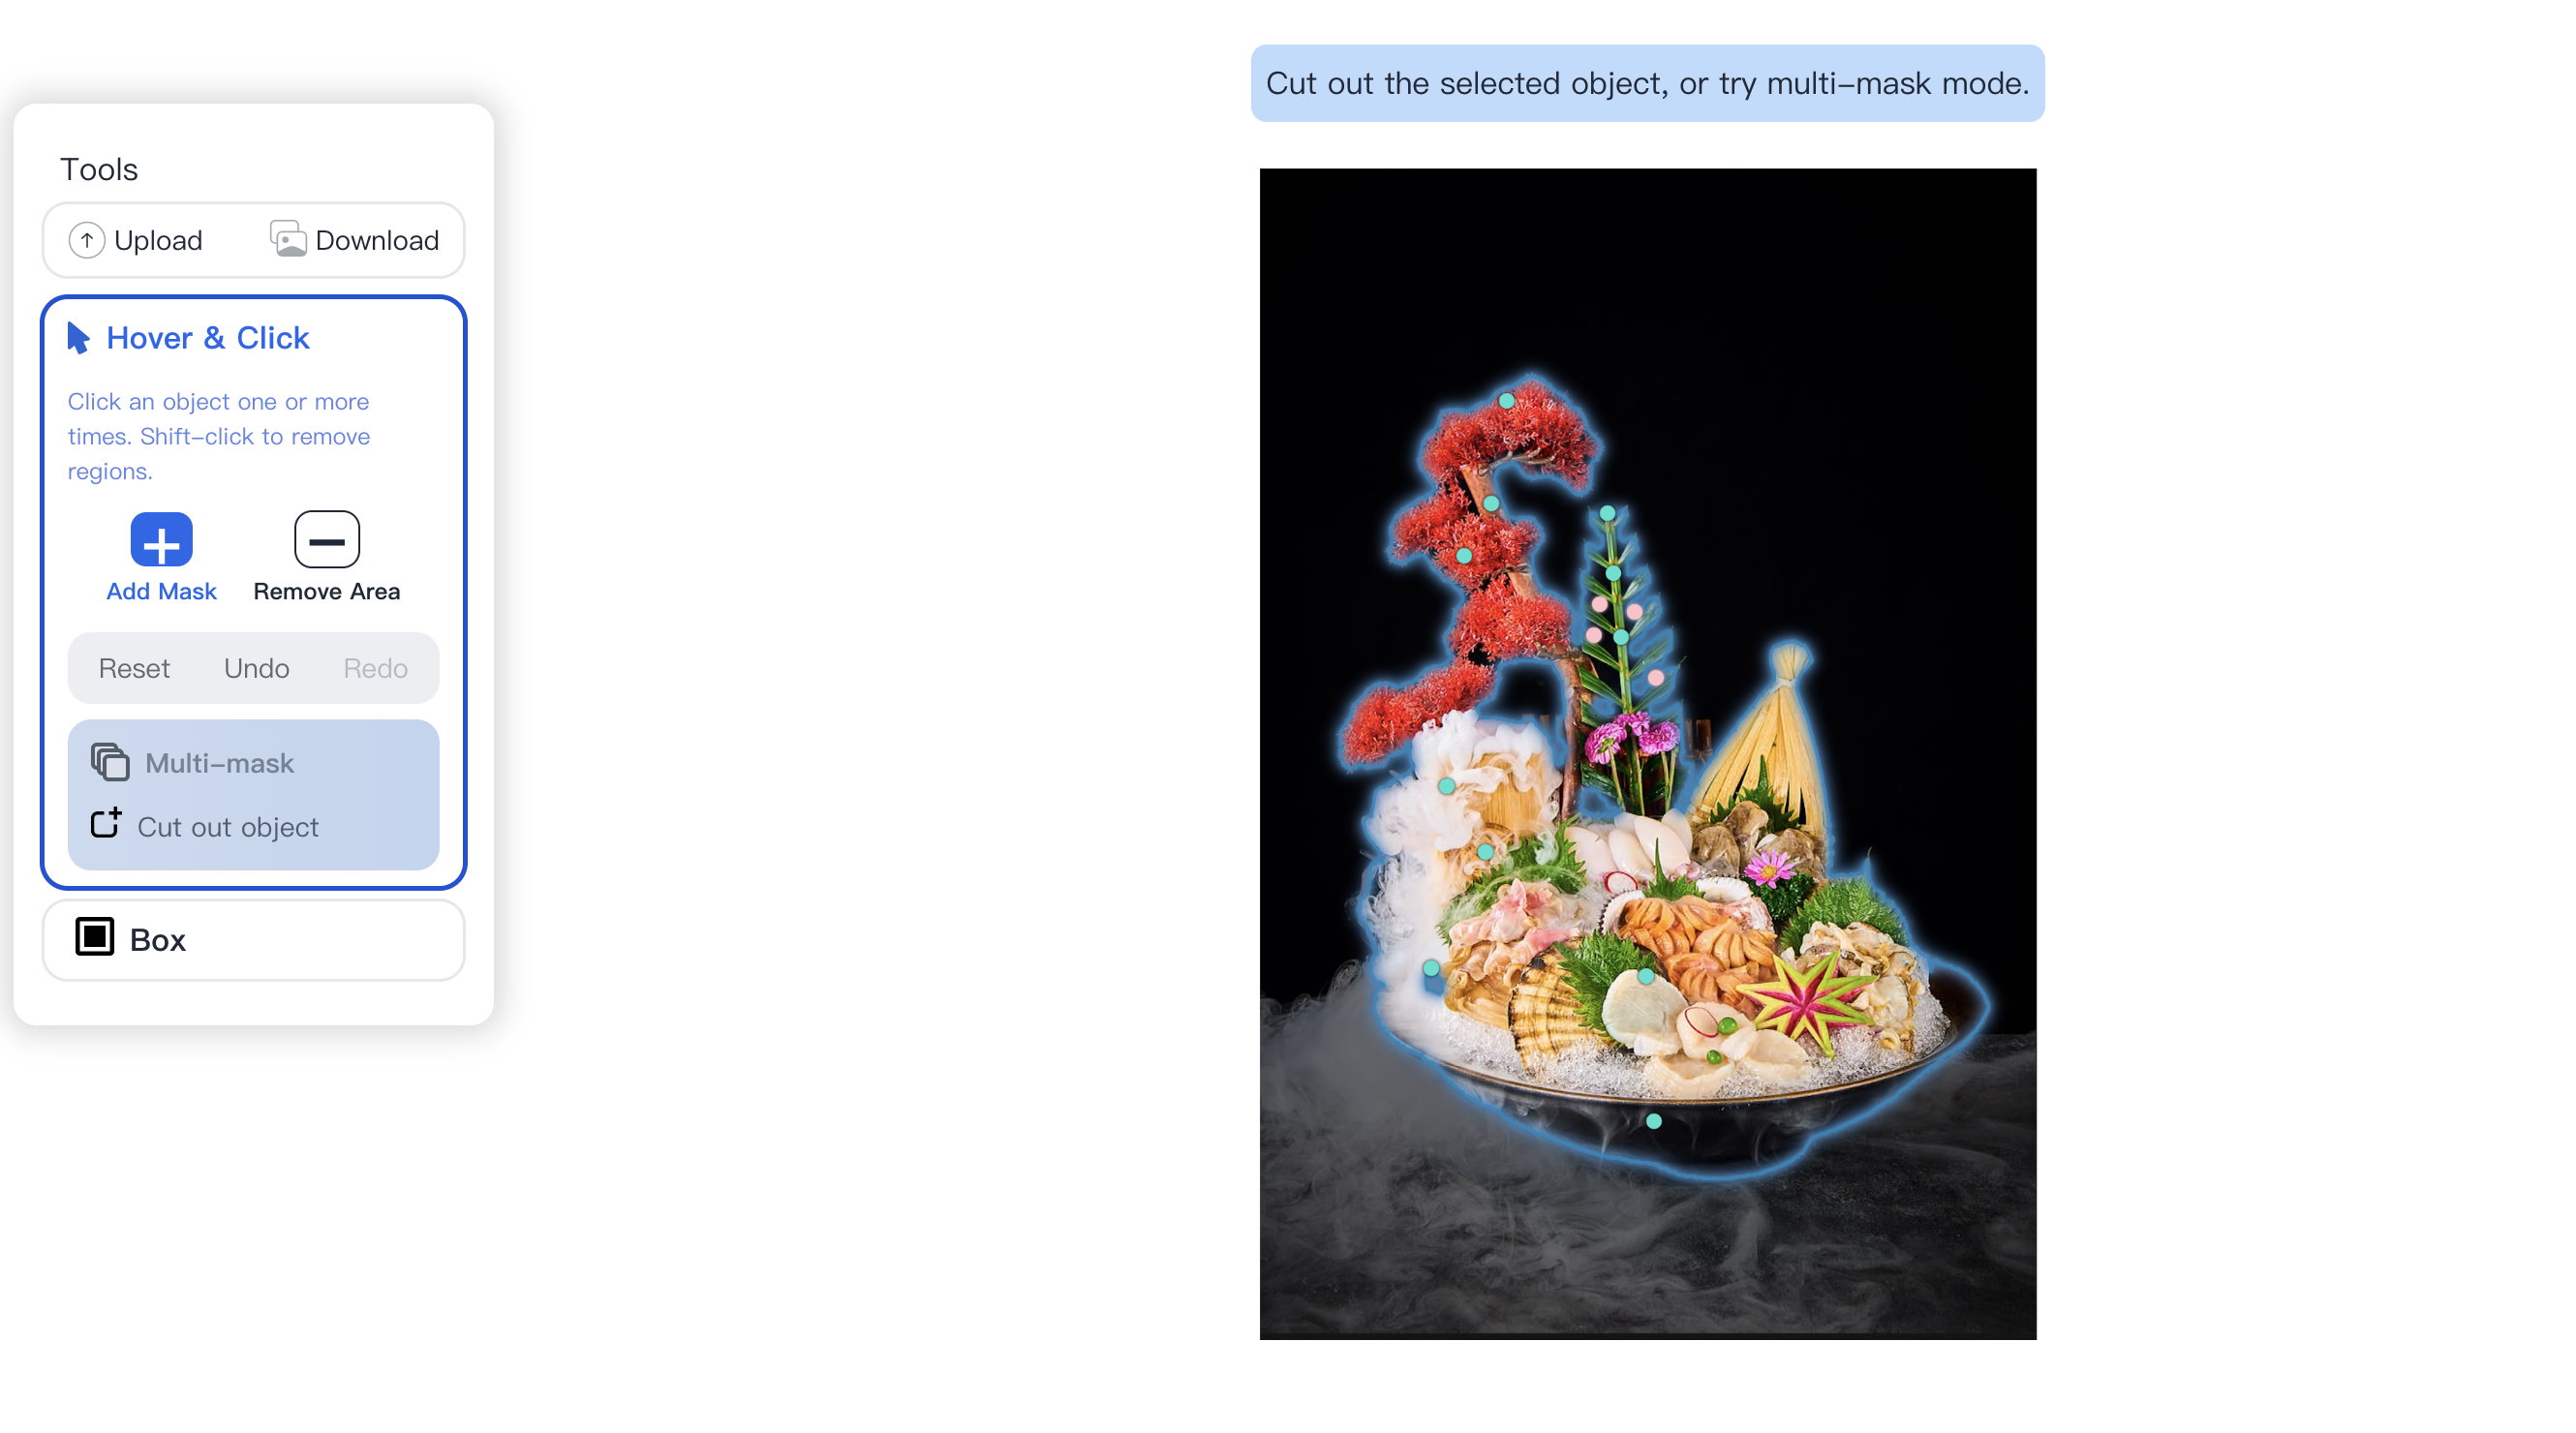 Cut out the selected object, or try multi-mask mode.
Tools
Upload
Download
Hover & Click
Click an object one or more
times. Shift-click to remove
regions.
Add Mask
Remove Area
Reset
Undo
Redo
Multi-mask
Cut out object
Box